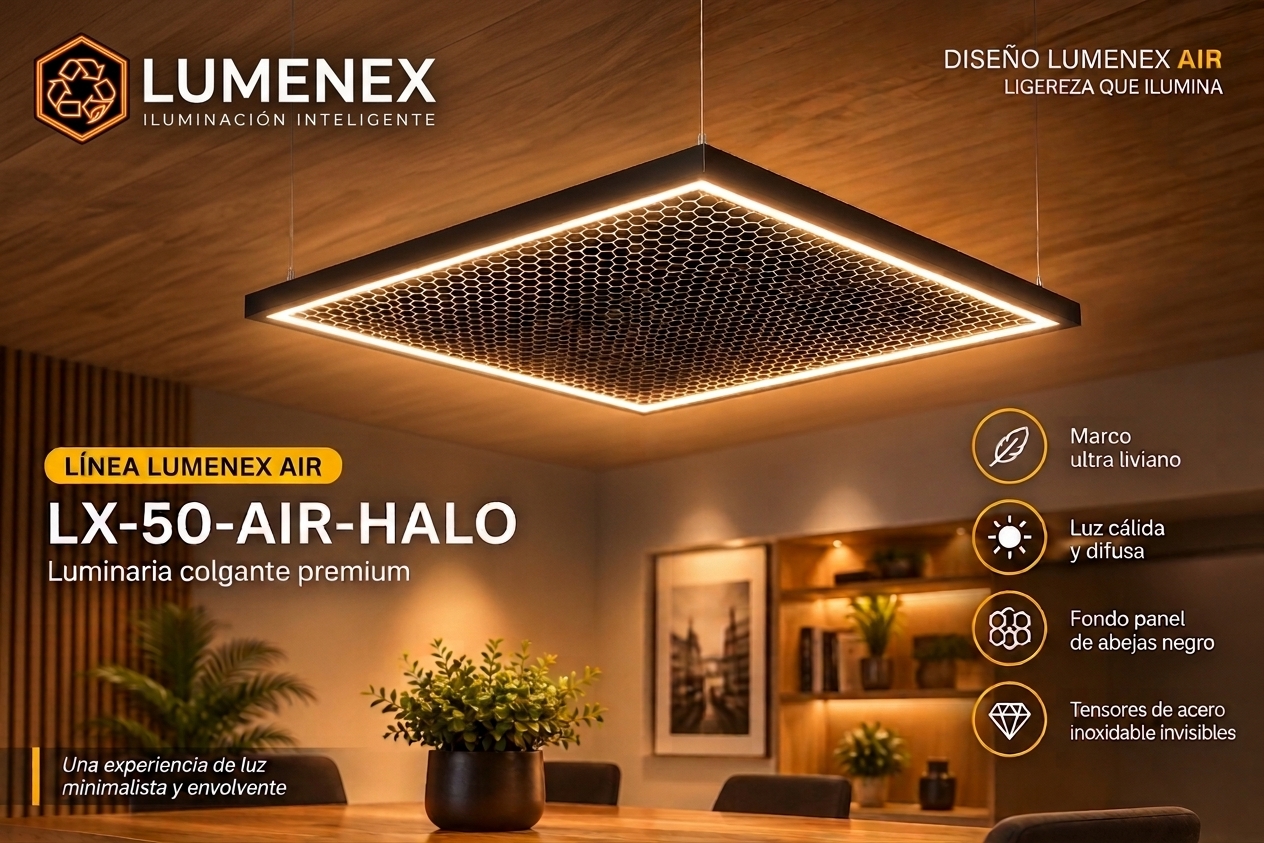 LUMENEX
ILUMINACIÓN INTELIGENTE
DISEÑO LUMENEX AIR
LIGEREZA QUE ILUMINA
LÍNEA LUMENEX AIR
LX-50-AIR-HALO
Luminaria colgante premium
Una experiencia de luz
minimalista y envolvente
Marco
ultra liviano
Luz cálida
y difusa
Fondo panel
de abejas negro
Tensores de acero
inoxidable invisibles